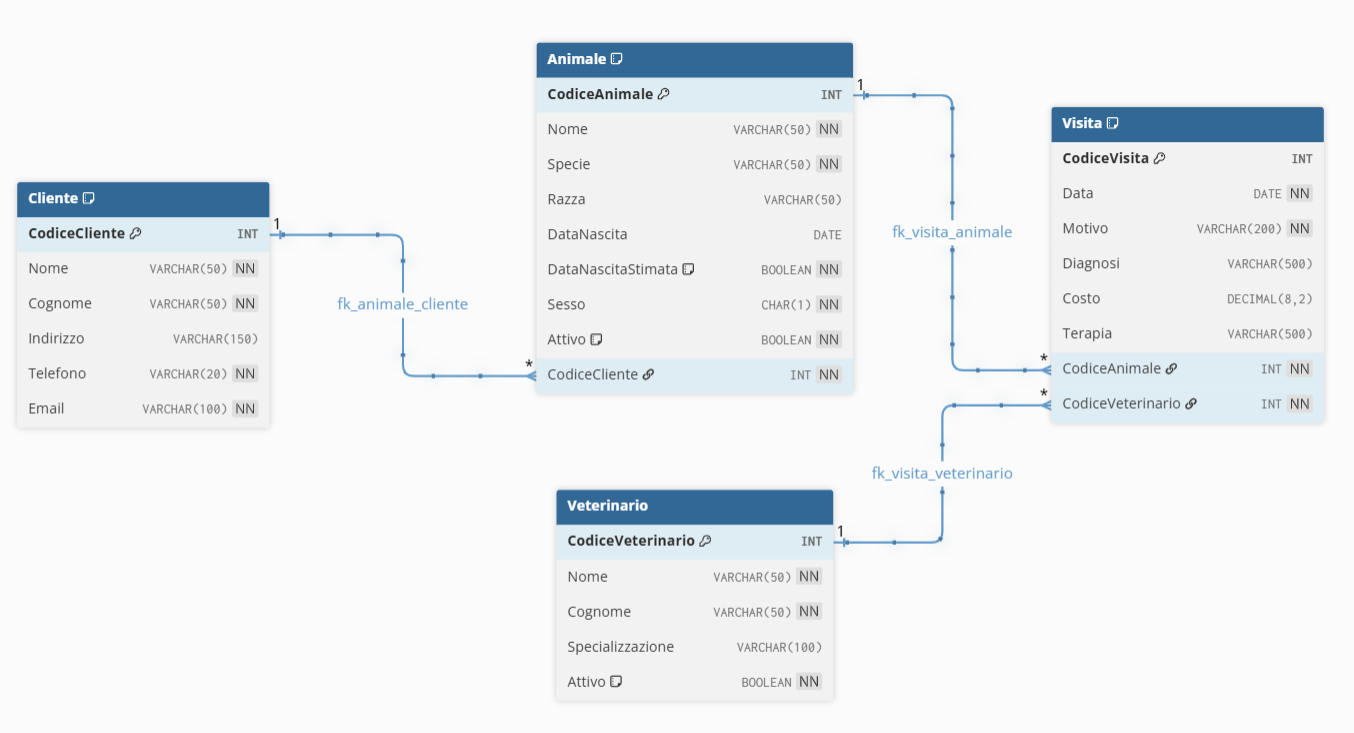 Cliente
CodiceCliente INT
Nome VARCHAR(50) NN
Cognome VARCHAR(50) NN
Indirizzo VARCHAR(150)
Telefono VARCHAR(20) NN
Email VARCHAR(100) NN
1
fk_animale_cliente
*
Animale
CodiceAnimale INT
Nome VARCHAR(50) NN
Specie VARCHAR(50) NN
Razza VARCHAR(50)
DataNascita DATE
DataNascitaStimata BOOLEAN NN
Sesso CHAR(1) NN
Attivo BOOLEAN NN
CodiceCliente INT NN
1
fk_visita_animale
*
Visita
CodiceVisita INT
Data DATE NN
Motivo VARCHAR(200) NN
Diagnosi VARCHAR(500)
Costo DECIMAL(8,2)
Terapia VARCHAR(500)
CodiceAnimale INT NN
CodiceVeterinario INT NN
*
fk_visita_veterinario
1
Veterinario
CodiceVeterinario INT
Nome VARCHAR(50) NN
Cognome VARCHAR(50) NN
Specializzazione VARCHAR(100)
Attivo BOOLEAN NN